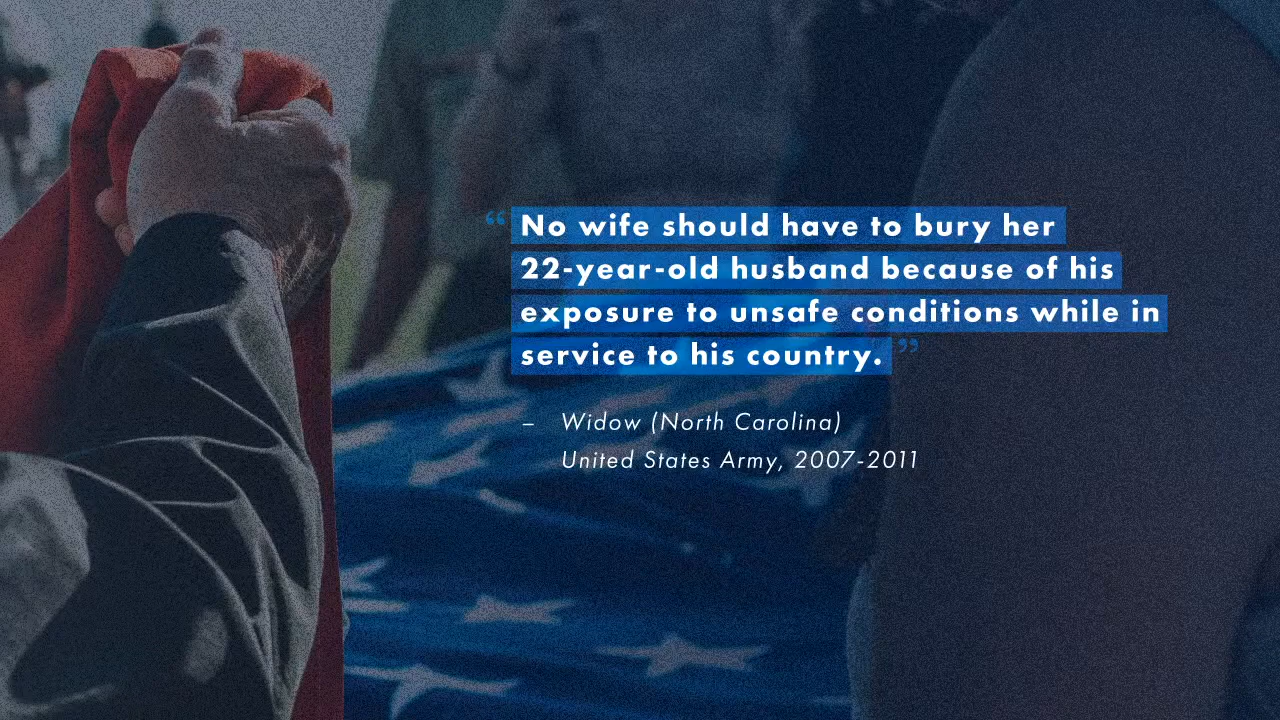 “No wife should have to bury her
22-year-old husband because of his
exposure to unsafe conditions while in
service to his country.”
– Widow (North Carolina)
United States Army, 2007-2011